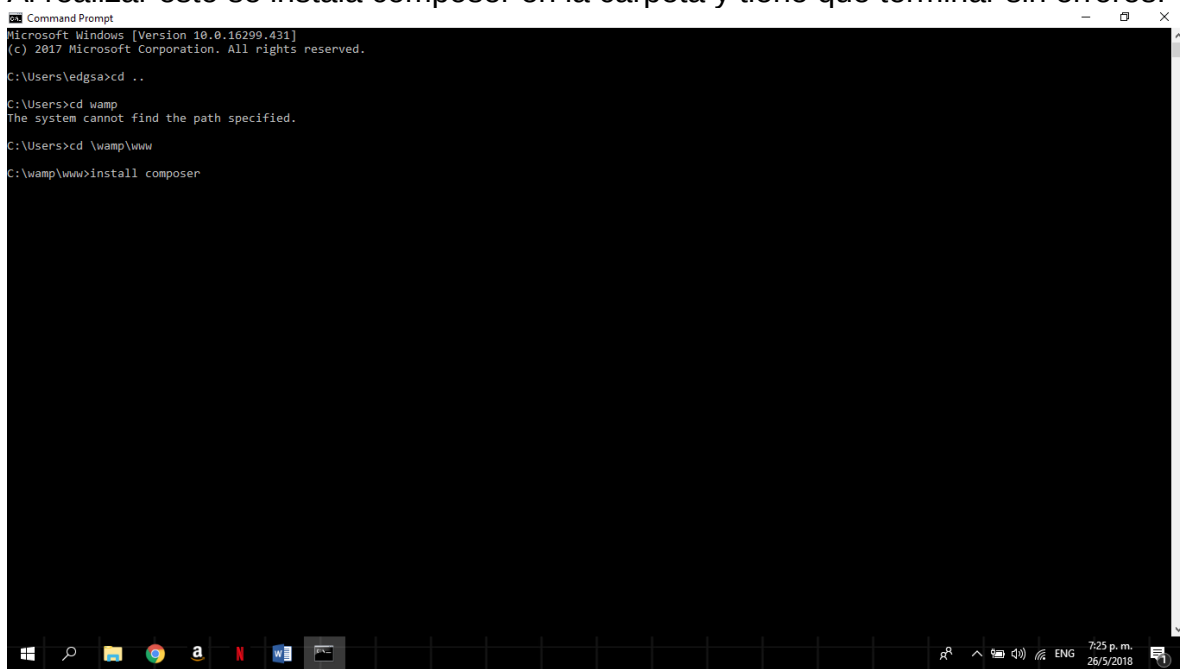 Al realizar esto se instala composer en la carpeta y tiene que terminar sin errores.
Command Prompt
Microsoft Windows [Version 10.0.16299.431]
(c) 2017 Microsoft Corporation. All rights reserved.
C:\Users\edgsa>cd ..
C:\Users>cd wamp
The system cannot find the path specified.
C:\Users>cd \wamp\www
C:\wamp\www>install composer
ENG
7:25 p. m.
26/5/2018